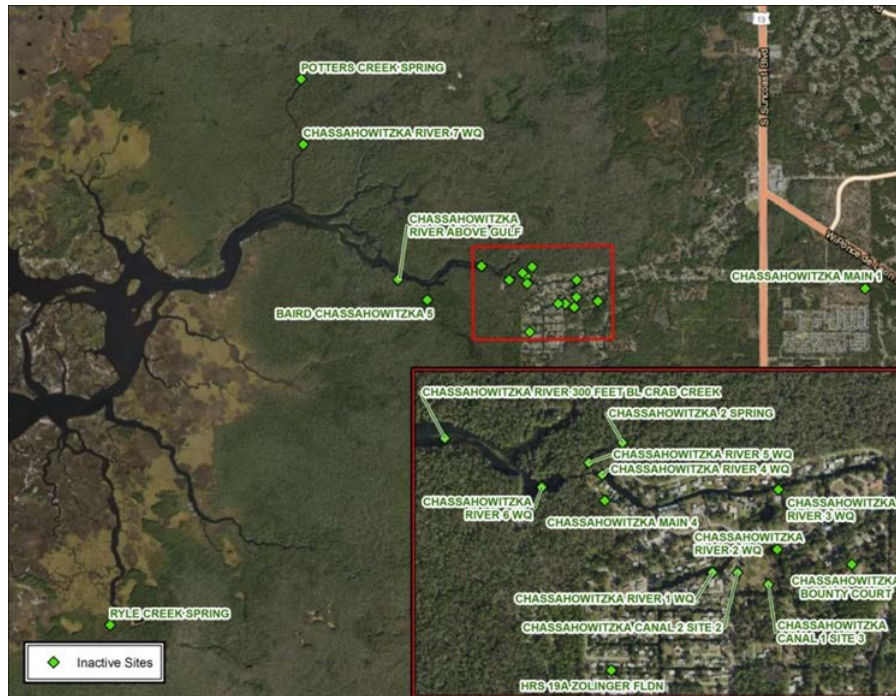 19
S Suncoast Blvd
POTTERS CREEK SPRING
CHASSAHOWITZKA RIVER 7 WQ
CHASSAHOWITZKA
RIVER ABOVE GULF
W Ponce de
CHASSAHOWITZKA MAIN 1
BAIRD CHASSAHOWITZKA 5
CHASSAHOWITZKA RIVER 300 FEET BL CRAB CREEK
CHASSAHOWITZKA 2 SPRING
CHASSAHOWITZKA RIVER 5 WQ
CHASSAHOWITZKA RIVER 4 WQ
CHASSAHOWITZKA
RIVER 6 WQ
CHASSAHOWITZKA MAIN 4
CHASSAHOWITZKA
RIVER 3 WQ
CHASSAHOWITZKA
RIVER 2 WQ
CHASSAHOWITZKA
BOUNTY COURT
CHASSAHOWITZKA RIVER 1 WQ
CHASSAHOWITZKA CANAL 2 SITE 2
CHASSAHOWITZKA
CANAL 1 SITE 3
RYLE CREEK SPRING
HRS 19A ZOLINGER FLDN
Inactive Sites